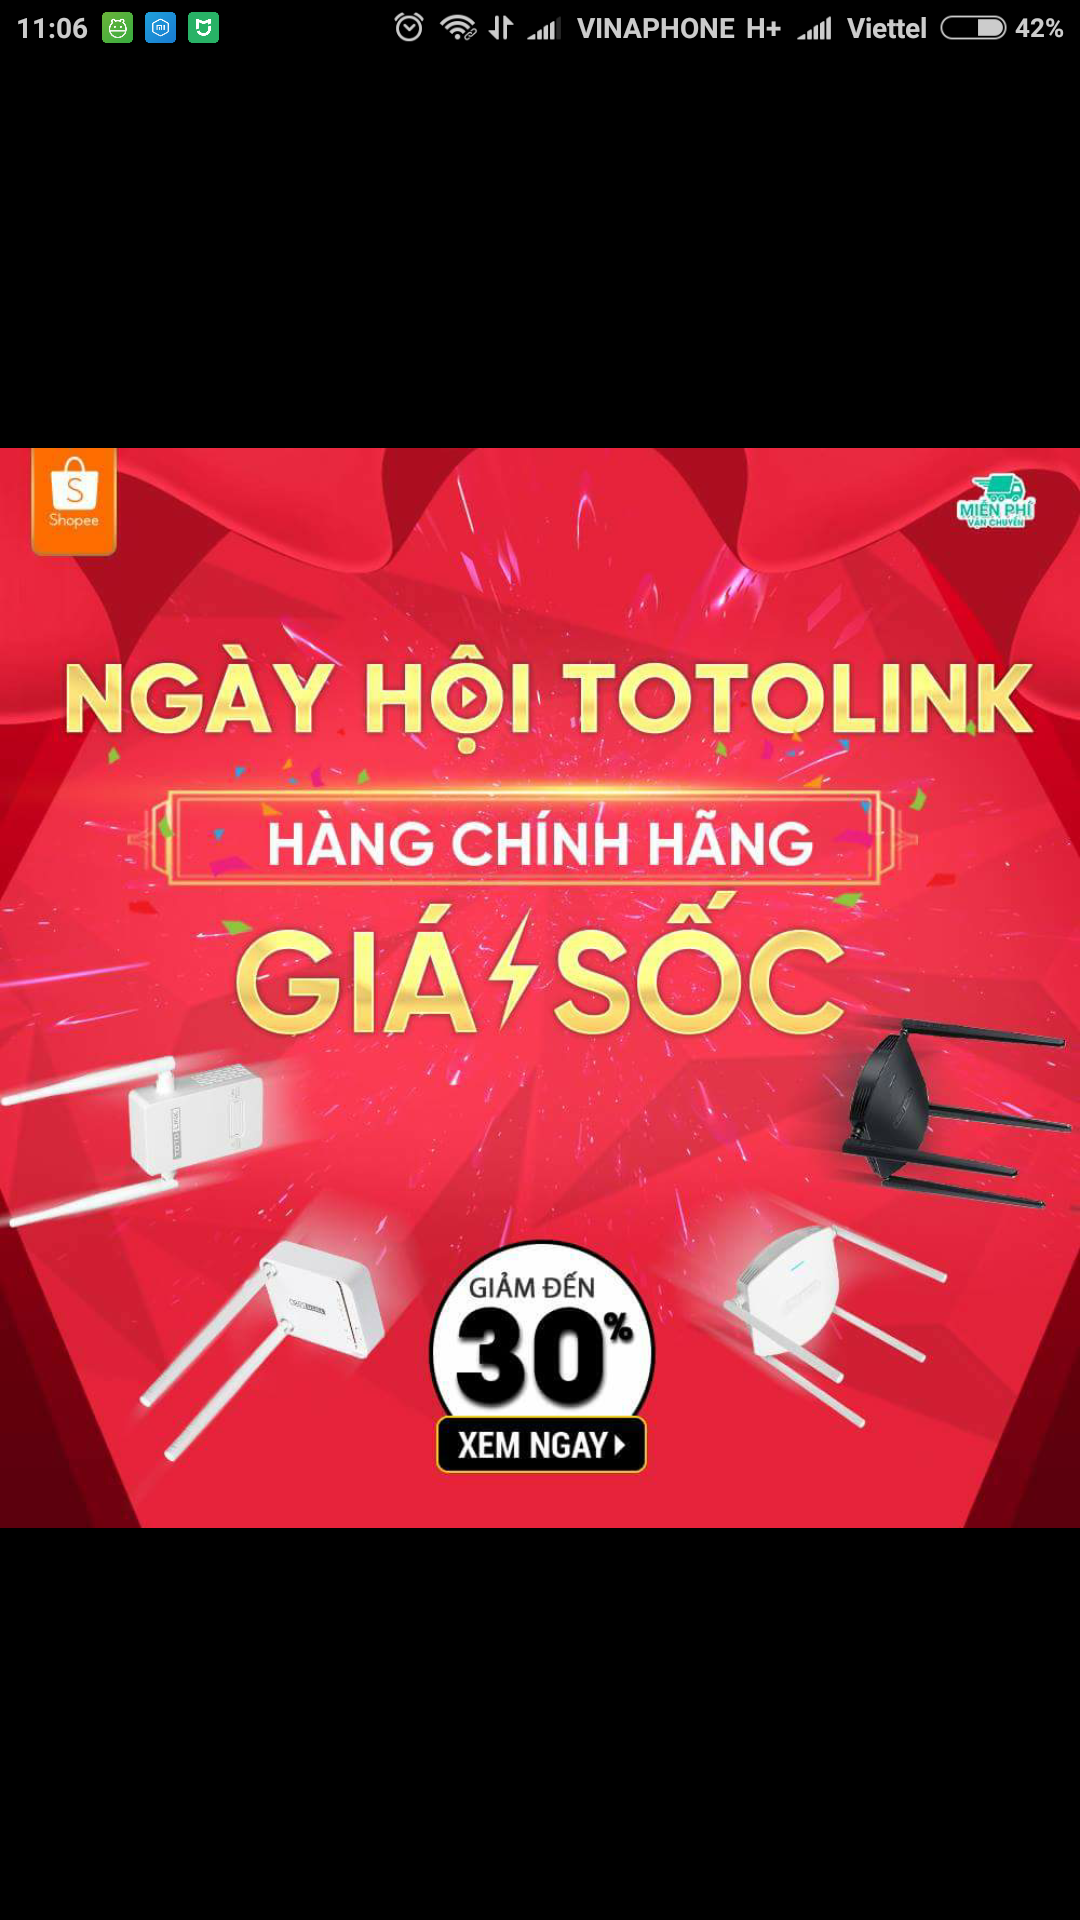 11:06 VINAPHONE H+ Viettel 42%
Shopee
MIỄN PHÍ
VẬN CHUYỂN
NGÀY HỘI TOTOLINK
HÀNG CHÍNH HÃNG
GIÁ SỐC
GIẢM ĐẾN
30%
XEM NGAY